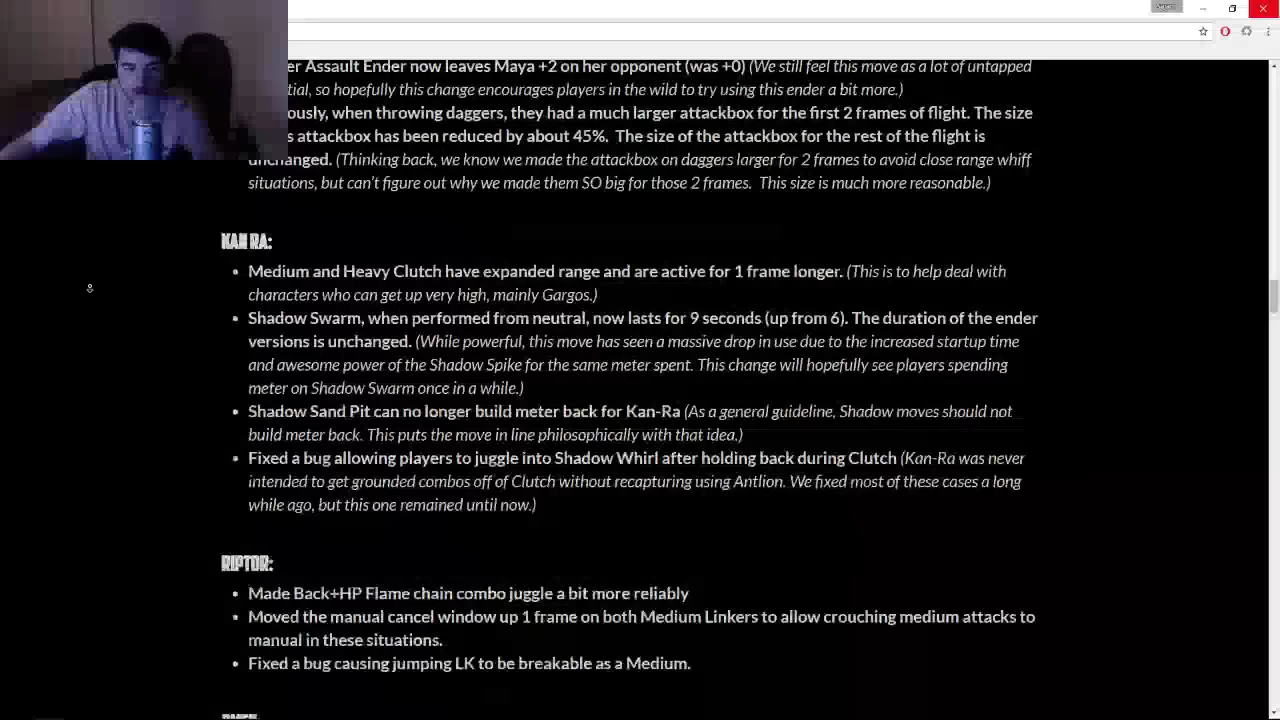 er Assault Ender now leaves Maya +2 on her opponent (was +0) (We still feel this move as a lot of untapped
tial, so hopefully this change encourages players in the wild to try using this ender a bit more.)
ously, when throwing daggers, they had a much larger attackbox for the first 2 frames of flight. The size
s attackbox has been reduced by about 45%. The size of the attackbox for the rest of the flight is
unchanged. (Thinking back, we know we made the attackbox on daggers larger for 2 frames to avoid close range whiff
situations, but can't figure out why we made them SO big for those 2 frames. This size is much more reasonable.)
KAN RA:
• Medium and Heavy Clutch have expanded range and are active for 1 frame longer. (This is to help deal with
characters who can get up very high, mainly Gargos.)
• Shadow Swarm, when performed from neutral, now lasts for 9 seconds (up from 6). The duration of the ender
versions is unchanged. (While powerful, this move has seen a massive drop in use due to the increased startup time
and awesome power of the Shadow Spike for the same meter spent. This change will hopefully see players spending
meter on Shadow Swarm once in a while.)
• Shadow Sand Pit can no longer build meter back for Kan-Ra (As a general guideline, Shadow moves should not
build meter back. This puts the move in line philosophically with that idea.)
• Fixed a bug allowing players to juggle into Shadow Whirl after holding back during Clutch (Kan-Ra was never
intended to get grounded combos off of Clutch without recapturing using Antlion. We fixed most of these cases a long
while ago, but this one remained until now.)
RIPTOR:
• Made Back+HP Flame chain combo juggle a bit more reliably
• Moved the manual cancel window up 1 frame on both Medium Linkers to allow crouching medium attacks to
manual in these situations.
• Fixed a bug causing jumping LK to be breakable as a Medium.